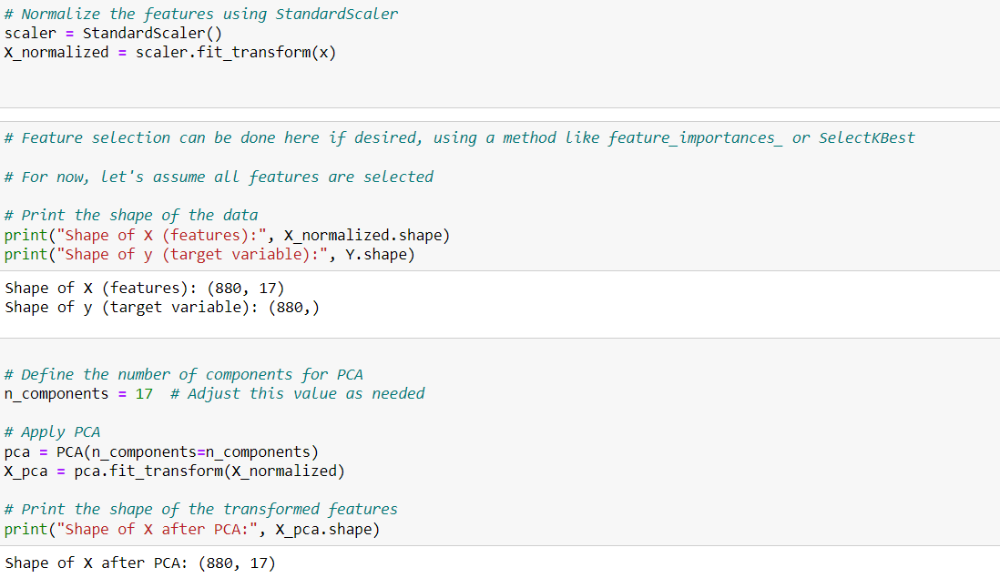 # Normalize the features using StandardScaler
scaler = StandardScaler()
X_normalized = scaler.fit_transform(x)
# Feature selection can be done here if desired, using a method like feature_importances_ or SelectKBest
# For now, let's assume all features are selected
# Print the shape of the data
print("Shape of X (features):", X_normalized.shape)
print("Shape of y (target variable):", Y.shape)
Shape of X (features): (880, 17)
Shape of y (target variable): (880,)
# Define the number of components for PCA
n_components = 17  # Adjust this value as needed
# Apply PCA
pca = PCA(n_components=n_components)
X_pca = pca.fit_transform(X_normalized)
# Print the shape of the transformed features
print("Shape of X after PCA:", X_pca.shape)
Shape of X after PCA: (880, 17)